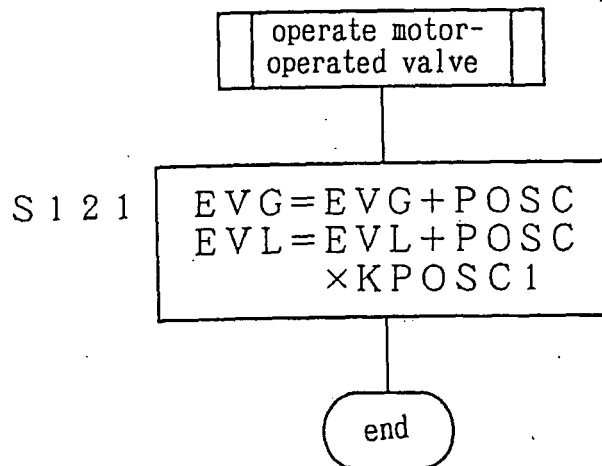 operate motor-
operated valve
S121
EVG=EVG+POSC
EVL=EVL+POSC
×KPOSC1
end